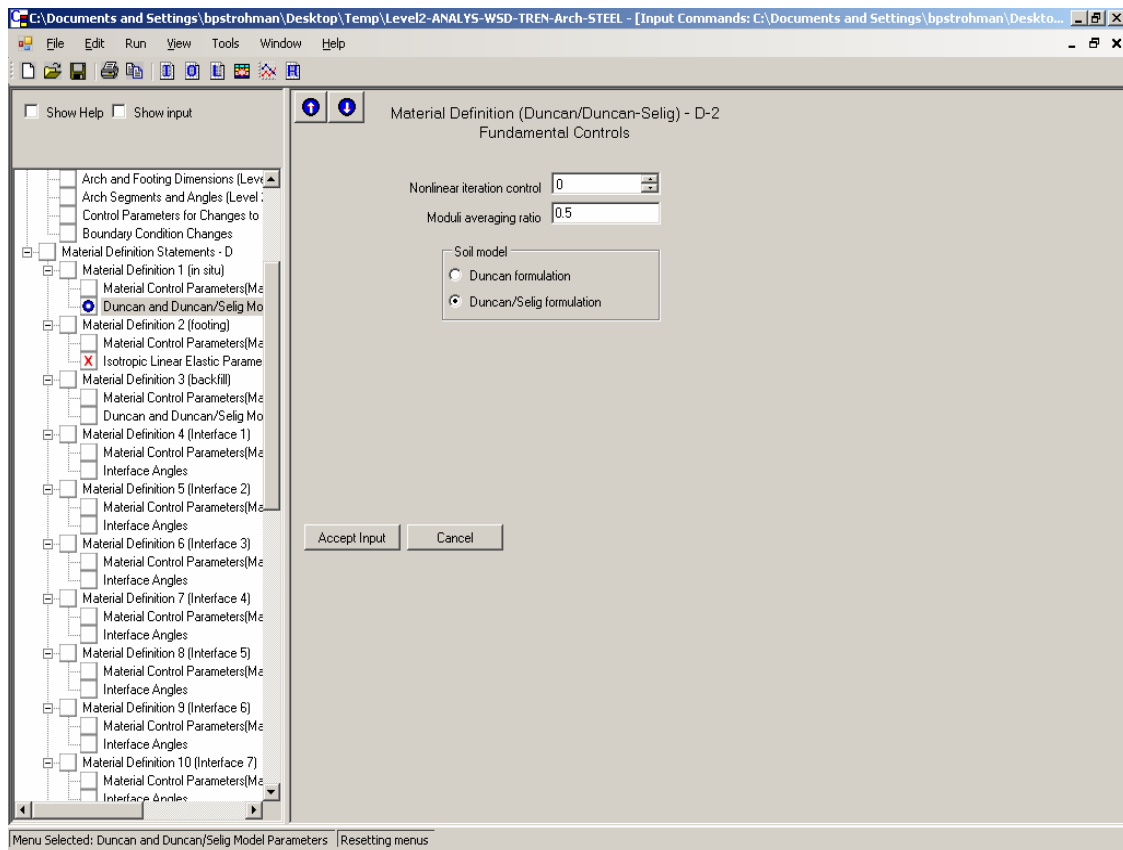 C:\Documents and Settings\bpstrohman\Desktop\Temp\Level2-ANALYS-WSD-TREN-Arch-STEEL - [Input Commands: C:\Documents and Settings\bpstrohman\Deskto...
File Edit Run View Tools Window Help
Show Help Show input
Arch and Footing Dimensions (Leve
Arch Segments and Angles (Level
Control Parameters for Changes to
Boundary Condition Changes
Material Definition Statements - D
Material Definition 1 (in situ)
Material Control Parameters(Ma
Duncan and Duncan/Selig Mo
Material Definition 2 (footing)
Material Control Parameters(Ma
X Isotropic Linear Elastic Parame
Material Definition 3 (backfill)
Material Control Parameters(Ma
Duncan and Duncan/Selig Mo
Material Definition 4 (Interface 1)
Material Control Parameters(Ma
Interface Angles
Material Definition 5 (Interface 2)
Material Control Parameters(Ma
Interface Angles
Material Definition 6 (Interface 3)
Material Control Parameters(Ma
Interface Angles
Material Definition 7 (Interface 4)
Material Control Parameters(Ma
Interface Angles
Material Definition 8 (Interface 5)
Material Control Parameters(Ma
Interface Angles
Material Definition 9 (Interface 6)
Material Control Parameters(Ma
Interface Angles
Material Definition 10 (Interface 7)
Material Control Parameters(Ma
Interface Angles
Material Definition (Duncan/Duncan-Selig) - D-2
Fundamental Controls
Nonlinear iteration control 0
Moduli averaging ratio 0.5
Soil model
Duncan formulation
Duncan/Selig formulation
Accept Input Cancel
Menu Selected: Duncan and Duncan/Selig Model Parameters Resetting menus